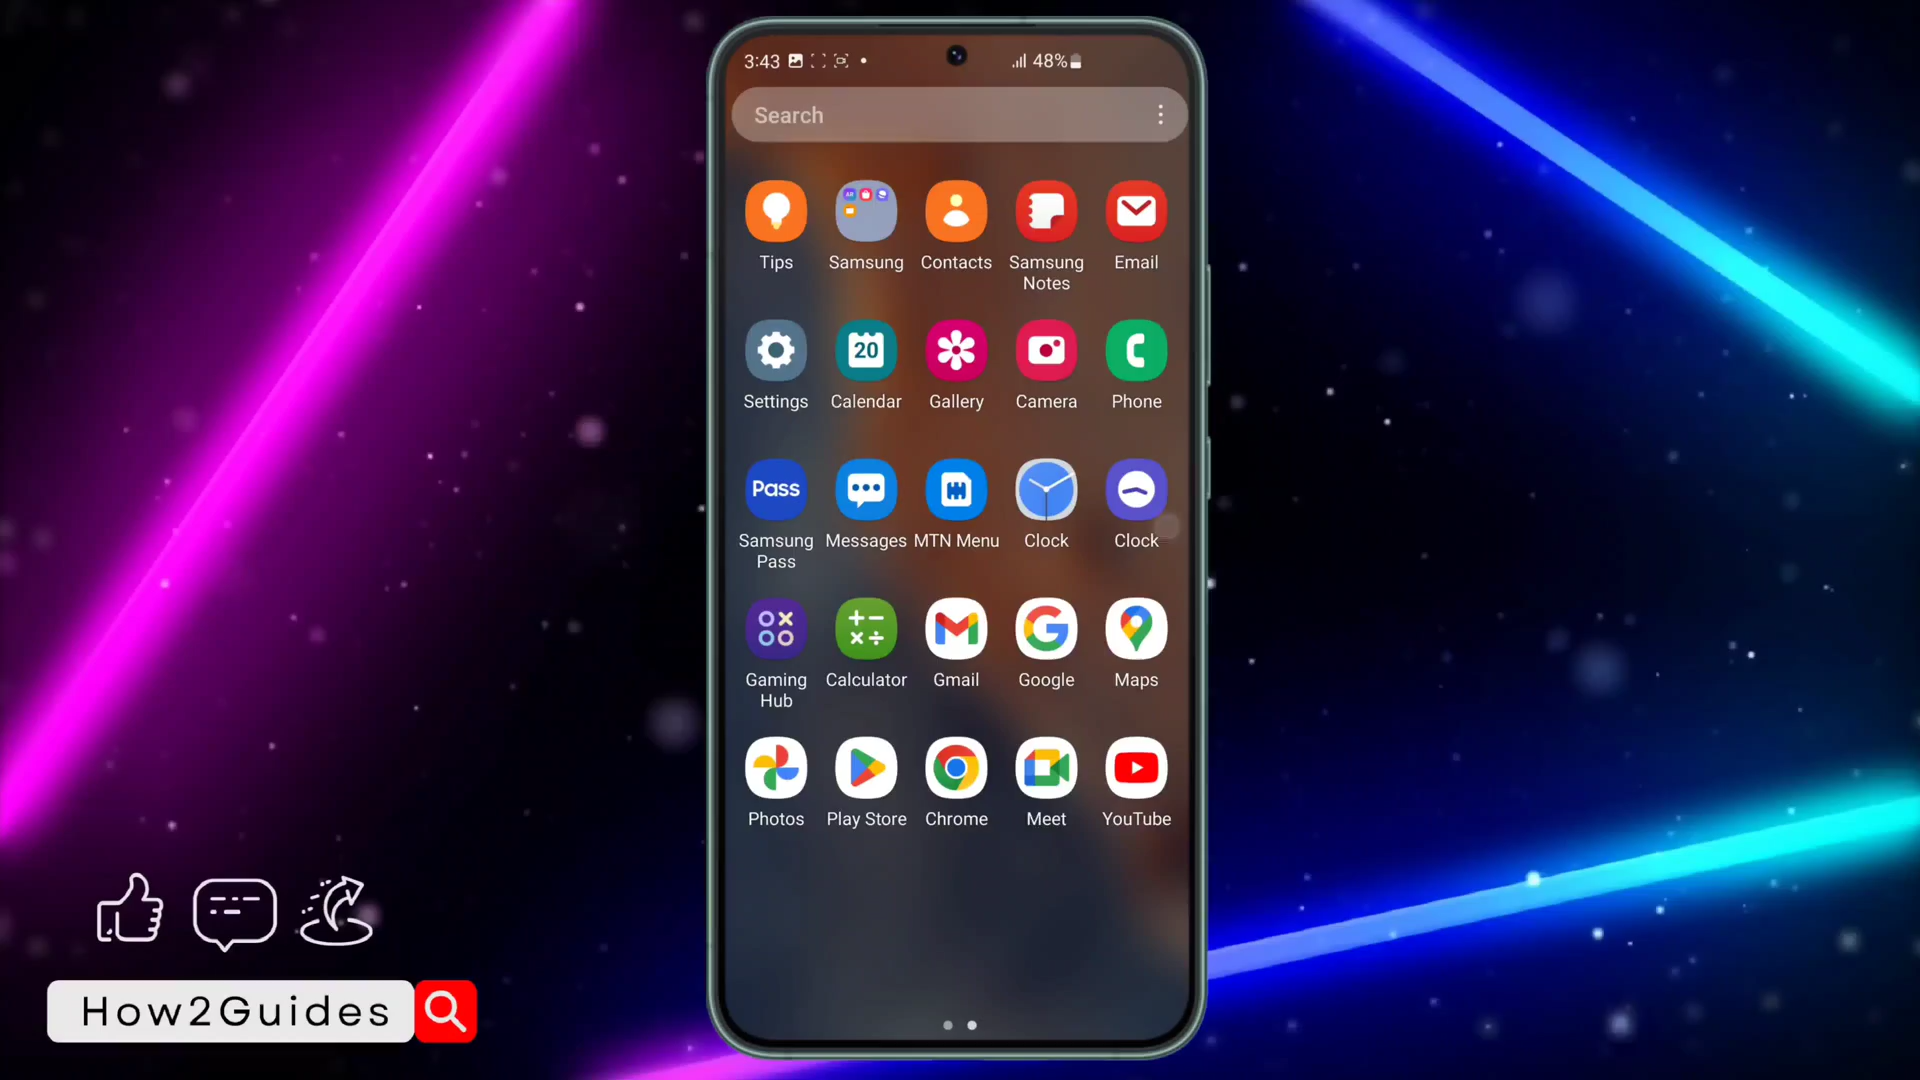 3:43
48%
Search
Tips
Samsung
Contacts
Samsung
Notes
Email
Settings
20
Calendar
Gallery
Camera
Phone
Pass
Samsung
Pass
Messages
MTN Menu
Clock
Clock
Gaming
Hub
Calculator
Gmail
Google
Maps
Photos
Play Store
Chrome
Meet
YouTube
How2Guides